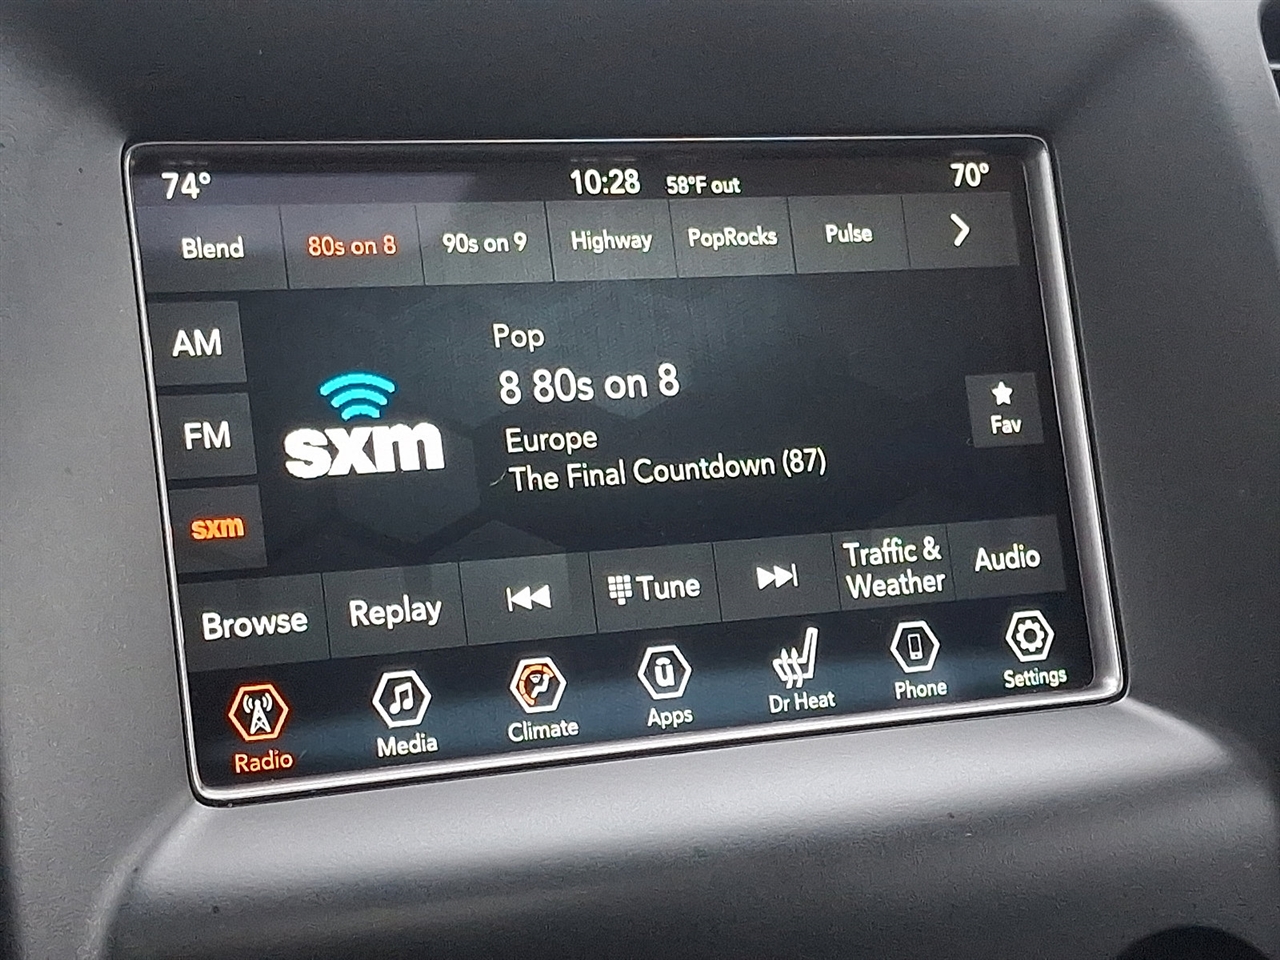 74° 10:28 58°F out 70°
Blend 80s on 8 90s on 9 Highway PopRocks Pulse
AM
FM
sxm
sxm
Pop
8 80s on 8
Europe
The Final Countdown (87)
Fav
Browse Replay Tune Traffic & Weather Audio
Radio Media Climate Apps Dr Heat Phone Settings